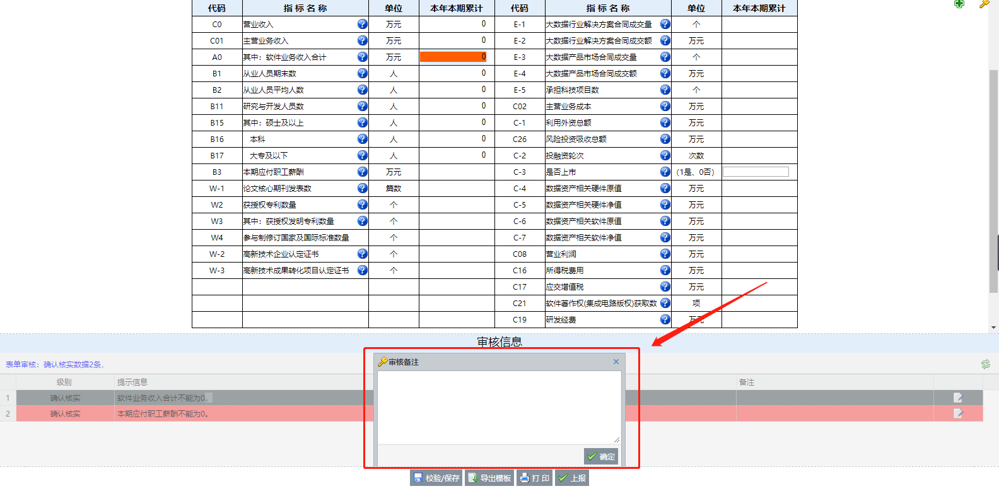 代码 指 标 名 称 单位 本年本期累计 代码 指 标 名 称 单位 本年本期累计
C0 营业收入 万元 0 E-1 大数据行业解决方案合同成交量 个
C01 主营业务收入 万元 0 E-2 大数据行业解决方案合同成交额 万元
A0 其中：软件业务收入合计 万元 0 E-3 大数据产品市场合同成交量 个
B1 从业人员期末数 人 0 E-4 大数据产品市场合同成交额 万元
B2 从业人员平均人数 人 0 E-5 承担科技项目数 个
B11 研究与开发人员数 人 0 C02 主营业务成本 万元
B15 其中：硕士及以上 人 0 C-1 利用外资总额 万元
B16 本科 人 0 C26 风险投资吸收总额 万元
B17 大专及以下 人 0 C-2 投融资轮次 次数
B3 本期应付职工薪酬 万元 C-3 是否上市 (1是、0否)
W-1 论文核心期刊发表数 篇数 C-4 数据资产相关硬件原值 万元
W2 获授权专利数量 个 C-5 数据资产相关硬件净值 万元
W3 其中：获授权发明专利数量 个 C-6 数据资产相关软件原值 万元
W4 参与制修订国家及国际标准数量 个 C-7 数据资产相关软件净值 万元
W-2 高新技术企业认定证书 个 C08 营业利润 万元
W-3 高新技术成果转化项目认定证书 个 C16 所得税费用 万元
C17 应交增值税 万元
C21 软件著作权(集成电路版权)获取数 项
C19 研发经费 万元
审核信息
审核备注
表单审核：确认核实数据2条,
级别 提示信息 备注
1 确认核实 软件业务收入合计不能为0。
2 确认核实 本期应付职工薪酬不能为0。
确定
校验/保存 导出模板 打 印 上报